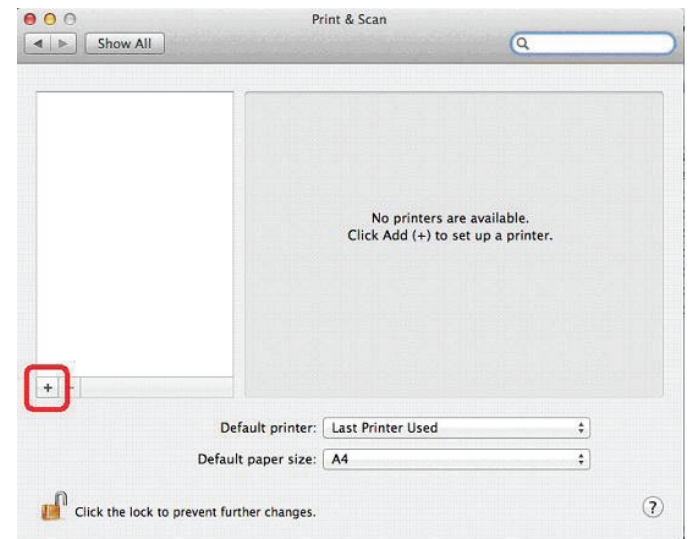 Print & Scan
Show All
No printers are available.
Click Add (+) to set up a printer.
+ -
Default printer: Last Printer Used
Default paper size: A4
Click the lock to prevent further changes.
?